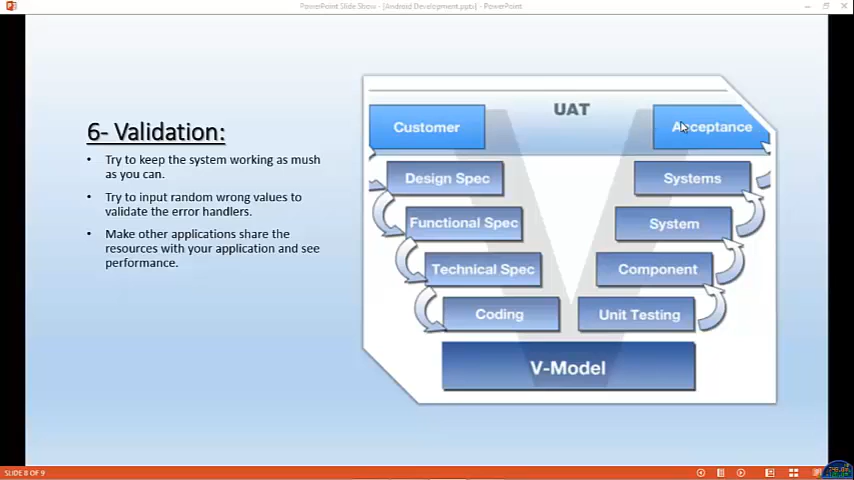 PowerPoint Slide Show - [Android Development.pptx] - PowerPoint
6- Validation:
• Try to keep the system working as mush
as you can.
• Try to input random wrong values to
validate the error handlers.
• Make other applications share the
resources with your application and see
performance.
UAT
Customer
Acceptance
Design Spec
Systems
Functional Spec
System
Technical Spec
Component
Coding
Unit Testing
V-Model
SLIDE 8 OF 9